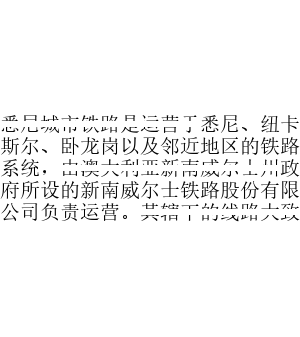 悉尼城市铁路是运营于悉尼、纽卡
斯尔、卧龙岗以及邻近地区的铁路
系统，由澳大利亚新南威尔士州政
府所设的新南威尔士铁路股份有限
公司负责运营。其辖下的线路大致